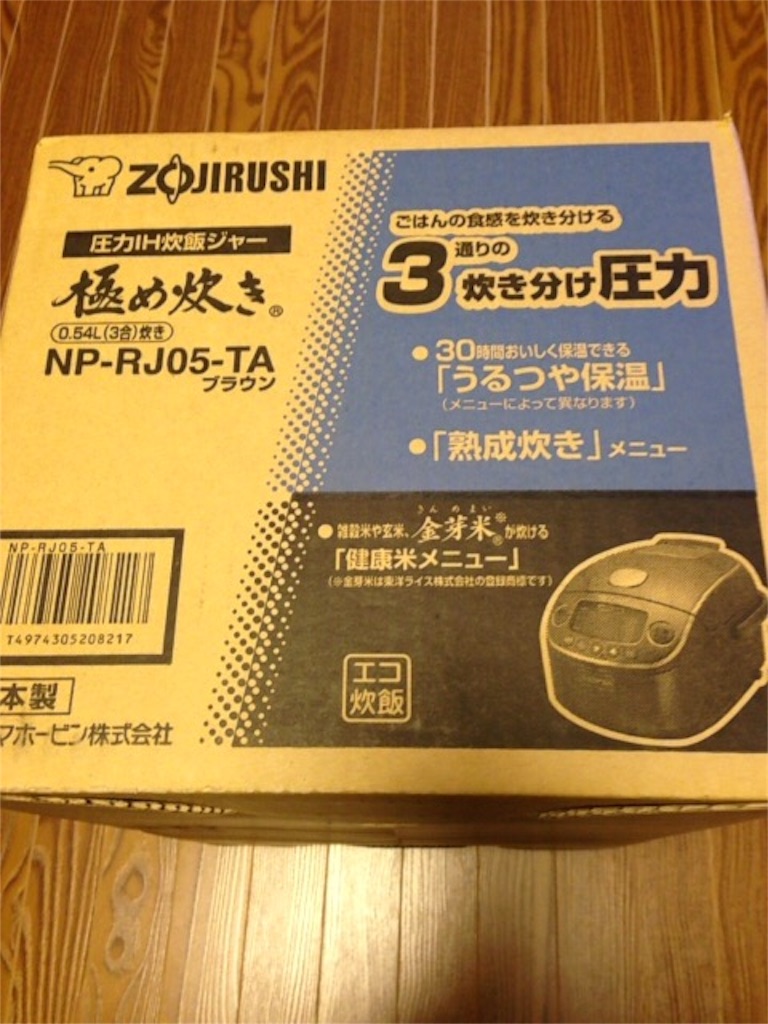 ZOJIRUSHI
圧力IH炊飯ジャー
極め炊き®
0.54L(3合)炊き
NP-RJ05-TA
ブラウン
ごはんの食感を炊き分ける
3通りの炊き分け圧力
●30時間おいしく保温できる
「うるつや保温」
(メニューによって異なります)
●「熟成炊き」メニュー
きんめまい
●雑穀米や玄米、金芽米®※が炊ける
「健康米メニュー」
(※金芽米は東洋ライス株式会社の登録商標です)
エコ
炊飯
NP-RJ05-TA
T4974305208217
本製
マホービン株式会社